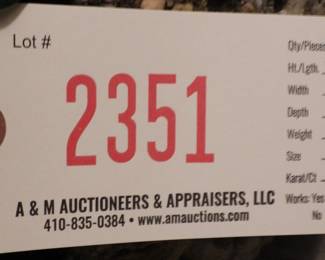 Lot #
2351
A & M AUCTIONEERS & APPRAISERS, LLC
410-835-0384 • www.amauctions.com
Qty/Pieces
Ht./Lgth.
Width
Depth
Weight
Size
Karat/Ct
Works: Yes
No